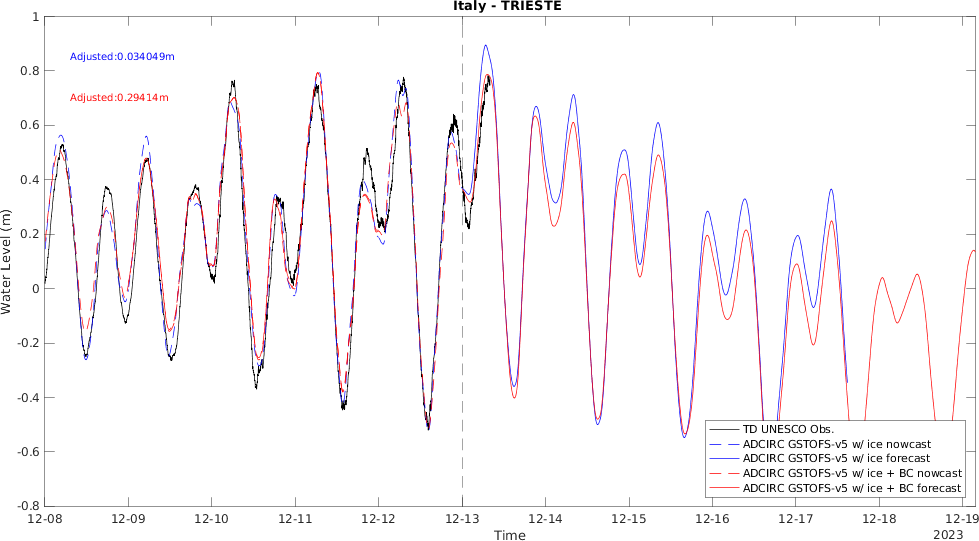 Italy - TRIESTE
Adjusted:0.034049m
Adjusted:0.29414m
Water Level (m)
1
0.8
0.6
0.4
0.2
0
-0.2
-0.4
-0.6
-0.8
TD UNESCO Obs.
ADCIRC GSTOFS-v5 w/ ice nowcast
ADCIRC GSTOFS-v5 w/ ice forecast
ADCIRC GSTOFS-v5 w/ ice + BC nowcast
ADCIRC GSTOFS-v5 w/ ice + BC forecast
12-08 12-09 12-10 12-11 12-12 12-13 12-14 12-15 12-16 12-17 12-18 12-19
Time
2023